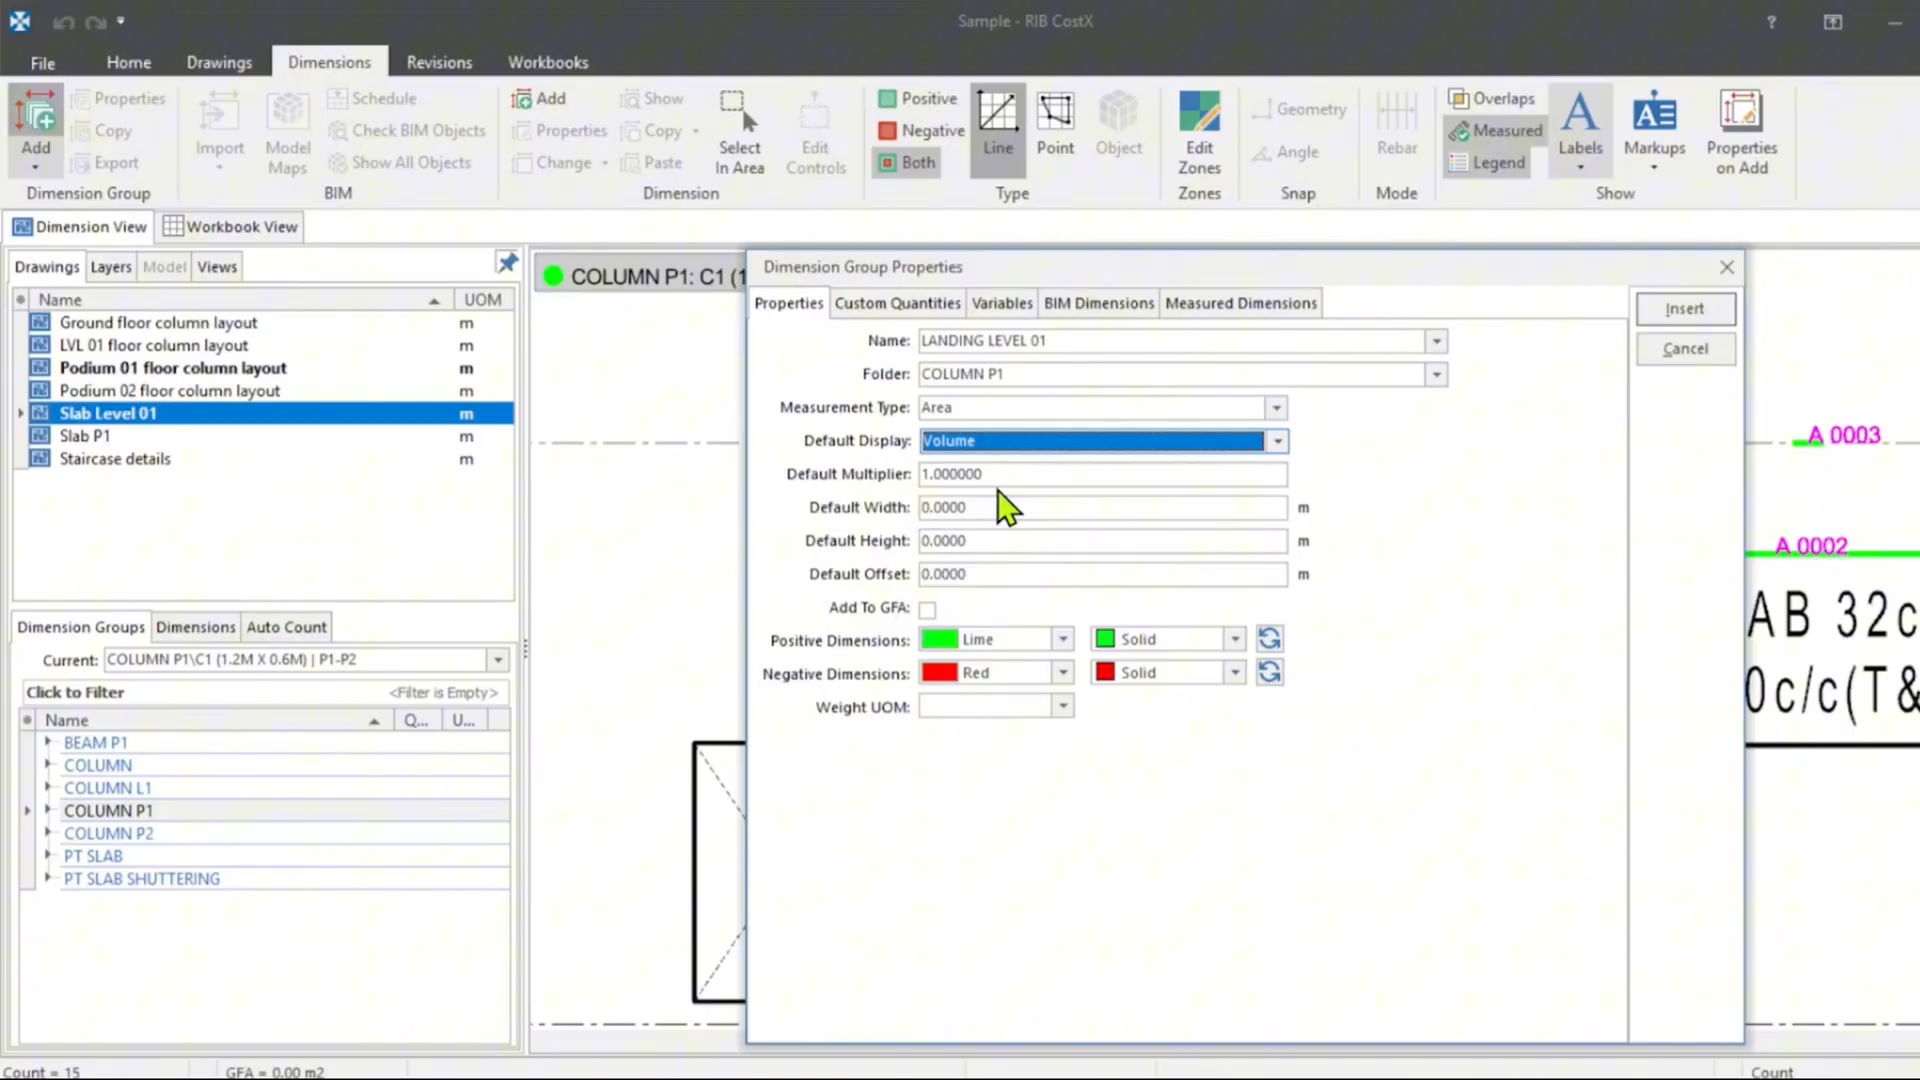 Sample - RIB CostX
?
File
Home
Drawings
Dimensions
Revisions
Workbooks
Add
Properties
Copy
Export
Dimension Group
Import
Model Maps
Schedule
Check BIM Objects
Show All Objects
BIM
Add
Properties
Change
Show
Copy
Paste
Select In Area
Edit Controls
Dimension
Positive
Negative
Both
Line
Point
Object
Type
Edit Zones
Zones
Geometry
Angle
Snap
Rebar
Mode
Overlaps
Measured
Legend
Labels
Markups
Properties on Add
Show
Dimension View
Workbook View
Drawings
Layers
Model
Views
Name
UOM
Ground floor column layout m
LVL 01 floor column layout m
Podium 01 floor column layout m
Podium 02 floor column layout m
Slab Level 01 m
Slab P1 m
Staircase details m
Dimension Groups
Dimensions
Auto Count
Current: COLUMN P1\C1 (1.2M X 0.6M) | P1-P2
Click to Filter <Filter is Empty>
Name Q... U...
BEAM P1
COLUMN
COLUMN L1
COLUMN P1
COLUMN P2
PT SLAB
PT SLAB SHUTTERING
COLUMN P1: C1 (1
Dimension Group Properties
Properties
Custom Quantities
Variables
BIM Dimensions
Measured Dimensions
Name: LANDING LEVEL 01
Folder: COLUMN P1
Measurement Type: Area
Default Display: Volume
Default Multiplier: 1.000000
Default Width: 0.0000 m
Default Height: 0.0000 m
Default Offset: 0.0000 m
Add To GFA:
Positive Dimensions: Lime Solid
Negative Dimensions: Red Solid
Weight UOM:
Insert
Cancel
A 0003
A 0002
AB 32c
0c/c(T&
Count = 15
GFA = 0.00 m2
Count